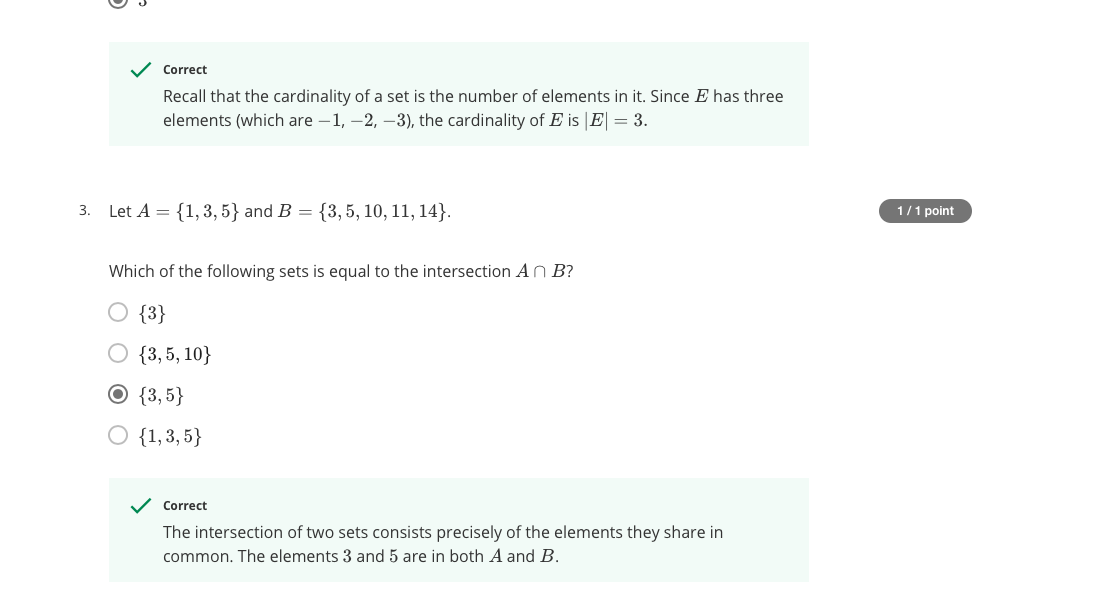 3
Correct
Recall that the cardinality of a set is the number of elements in it. Since E has three
elements (which are −1, −2, −3), the cardinality of E is |E| = 3.
3. Let A = {1, 3, 5} and B = {3, 5, 10, 11, 14}.
1 / 1 point
Which of the following sets is equal to the intersection A ∩ B?
{3}
{3, 5, 10}
{3, 5}
{1, 3, 5}
Correct
The intersection of two sets consists precisely of the elements they share in
common. The elements 3 and 5 are in both A and B.